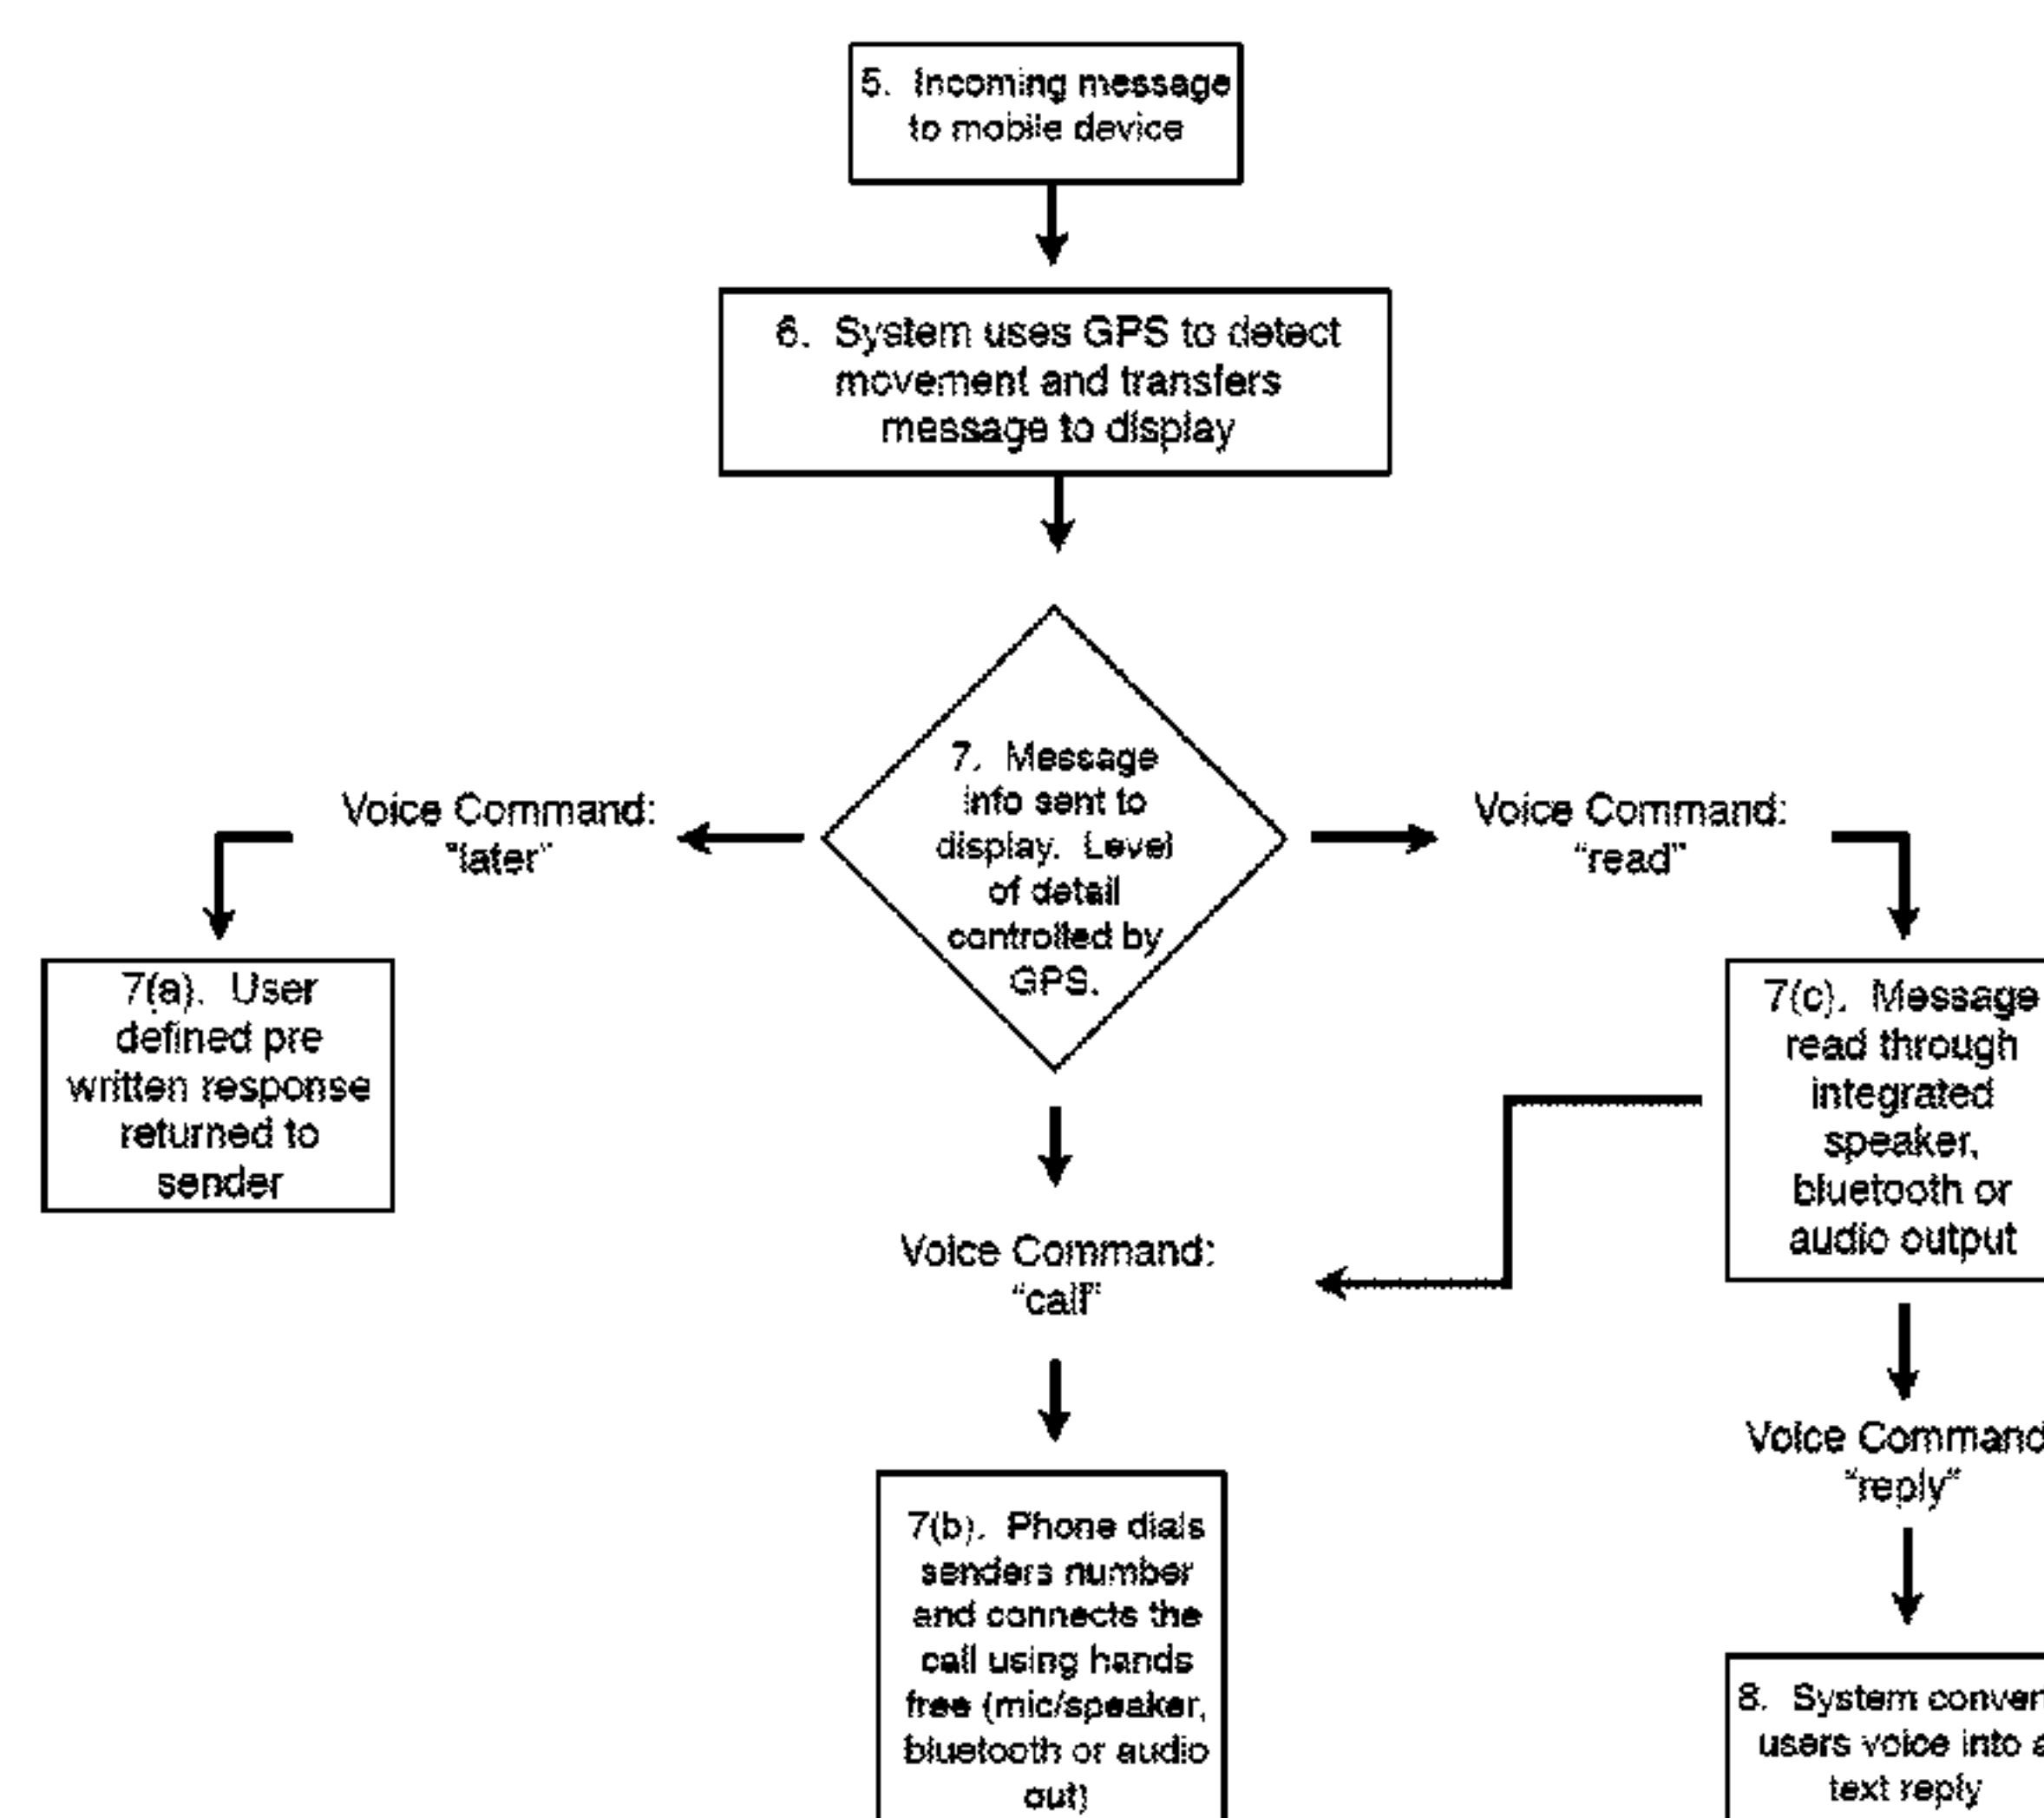 5. Incoming message
to mobile device
6. System uses GPS to detect
movement and transfers
message to display
7. Message
info sent to
display. Level
of detail
controlled by
GPS.
Voice Command:
"later"
Voice Command:
"read"
7(a). User
defined pre
written response
returned to
sender
7(c). Message
read through
integrated
speaker,
bluetooth or
audio output
Voice Command:
"call"
Voice Command
"reply"
7(b). Phone dials
senders number
and connects the
call using hands
free (mic/speaker,
bluetooth or audio
out)
8. System
users voice into a
text reply